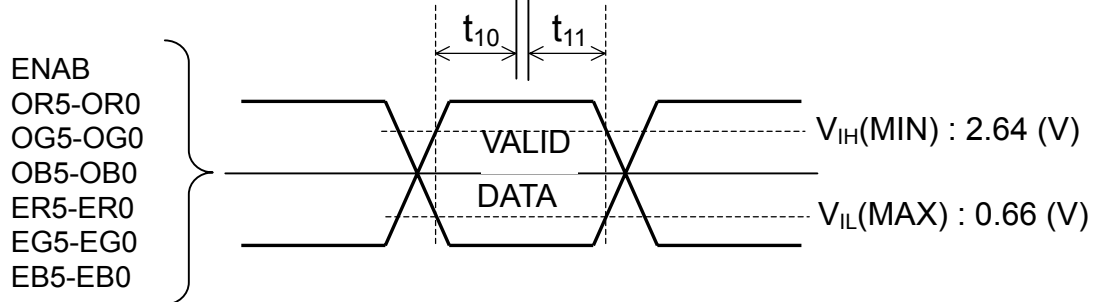 t10 t11
ENAB
OR5-OR0
OG5-OG0
OB5-OB0
ER5-ER0
EG5-EG0
EB5-EB0
VALID
DATA
VIH(MIN) : 2.64 (V)
VIL(MAX) : 0.66 (V)